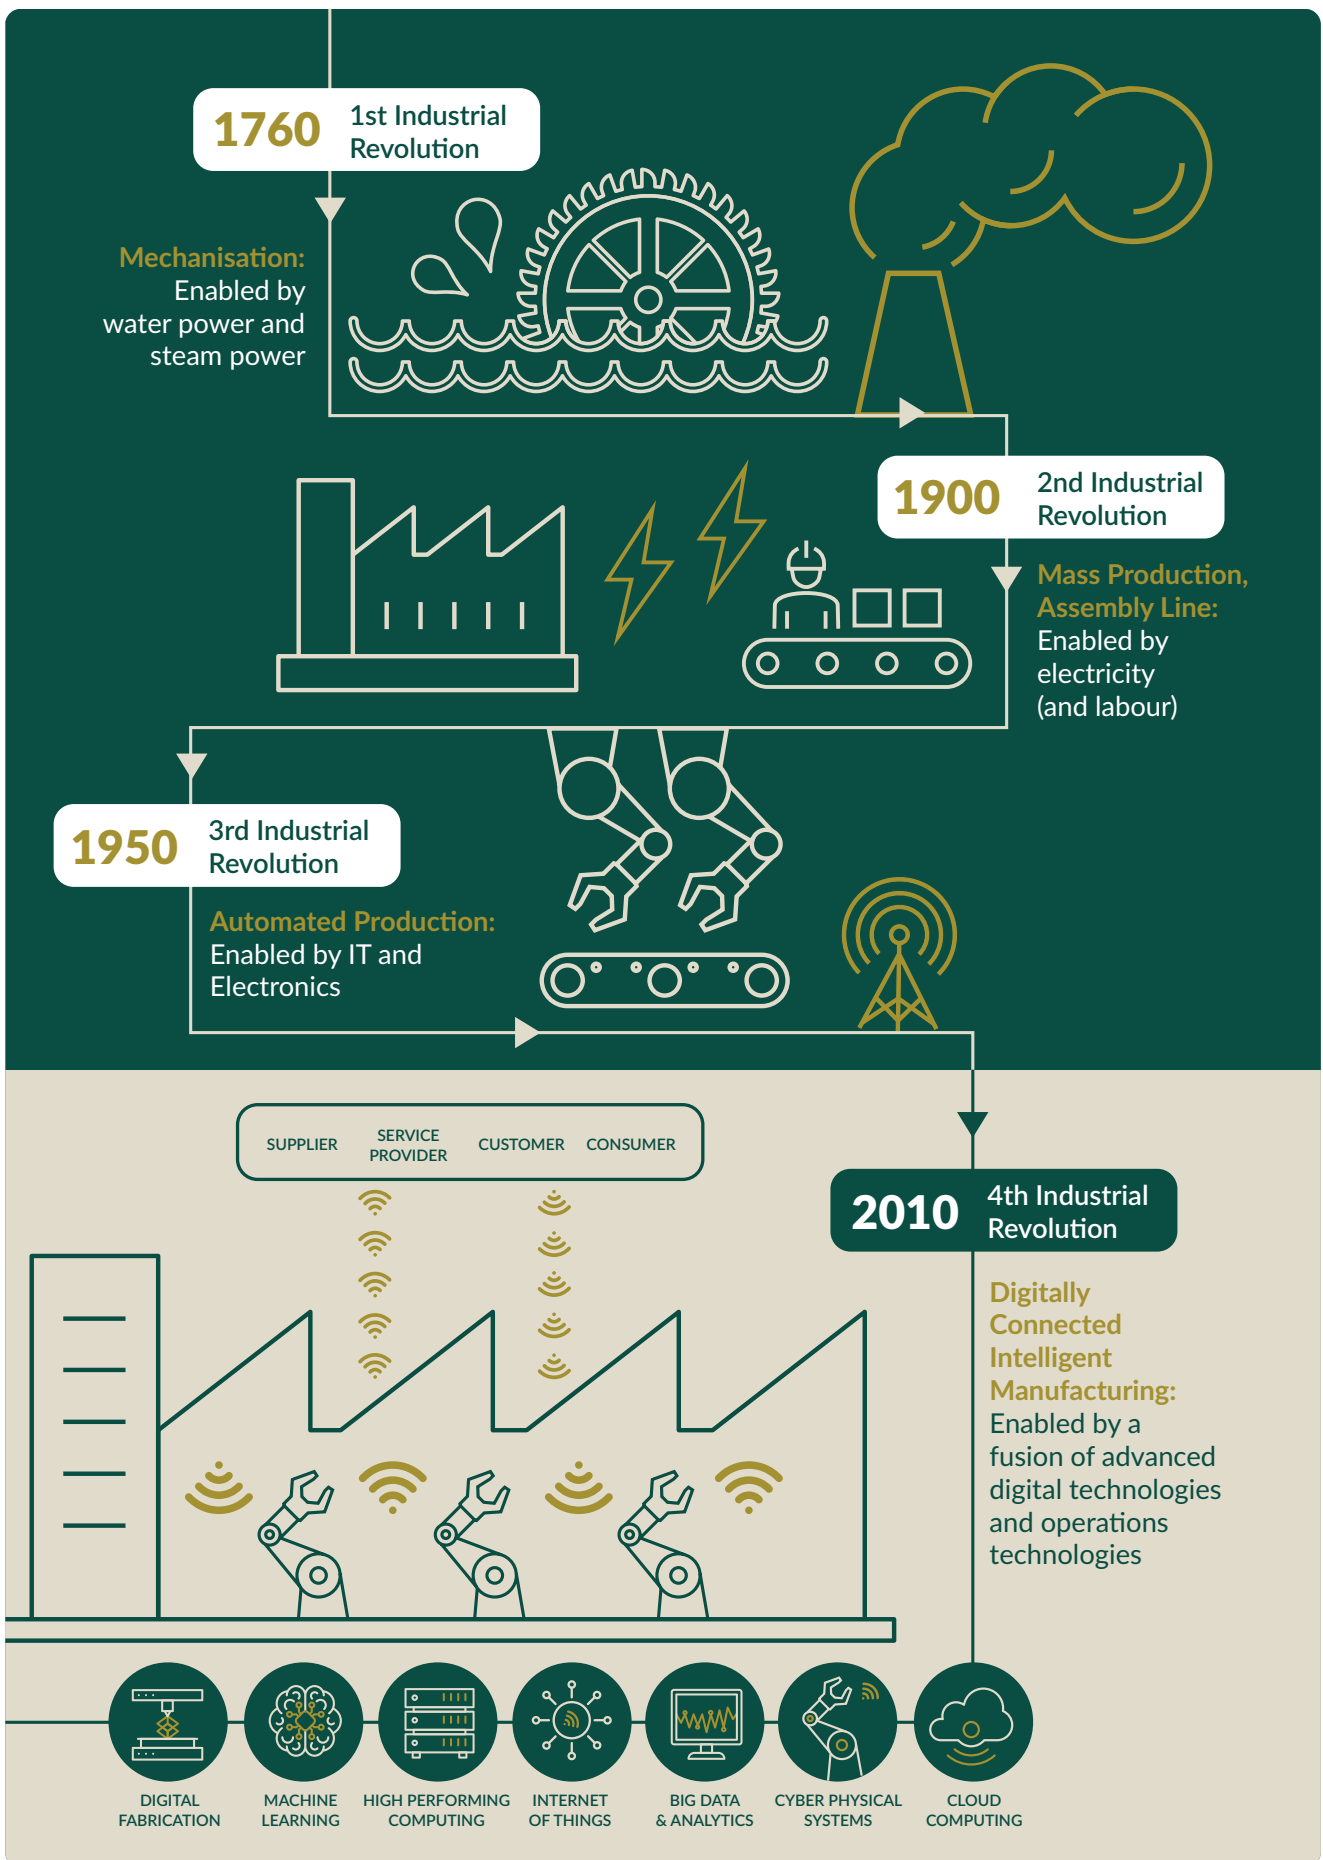 1760
1st Industrial
Revolution
Mechanisation:
Enabled by
water power and
steam power
1900
2nd Industrial
Revolution
Mass Production,
Assembly Line:
Enabled by
electricity
(and labour)
1950
3rd Industrial
Revolution
Automated Production:
Enabled by IT and
Electronics
SUPPLIER
SERVICE
PROVIDER
CUSTOMER
CONSUMER
2010
4th Industrial
Revolution
Digitally
Connected
Intelligent
Manufacturing:
Enabled by a
fusion of advanced
digital technologies
and operations
technologies
DIGITAL
FABRICATION
MACHINE
LEARNING
HIGH PERFORMING
COMPUTING
INTERNET
OF THINGS
BIG DATA
& ANALYTICS
CYBER PHYSICAL
SYSTEMS
CLOUD
COMPUTING